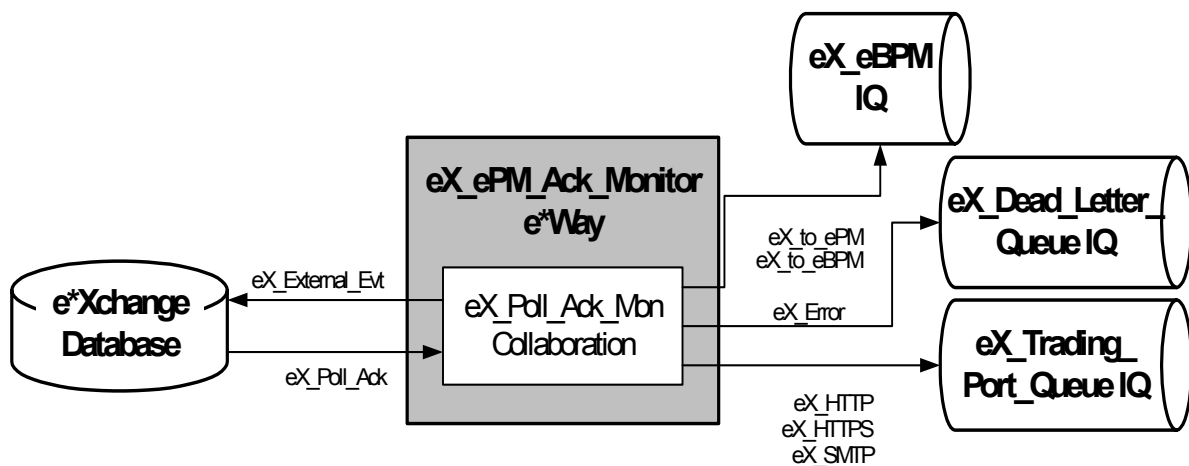 eX_eBPM
IQ
eX_ePM_Ack_Monitor
e*Way
eX_Dead_Letter_
Queue IQ
eX_to_ePM
eX_to_eBPM
eX_External_Evt
e*Xchange
Database
eX_Poll_Ack_Mon
Collaboration
eX_Error
eX_Poll_Ack
eX_Trading_
Port_Queue IQ
eX_HTTP
eX_HTTPS
eX_SMTP